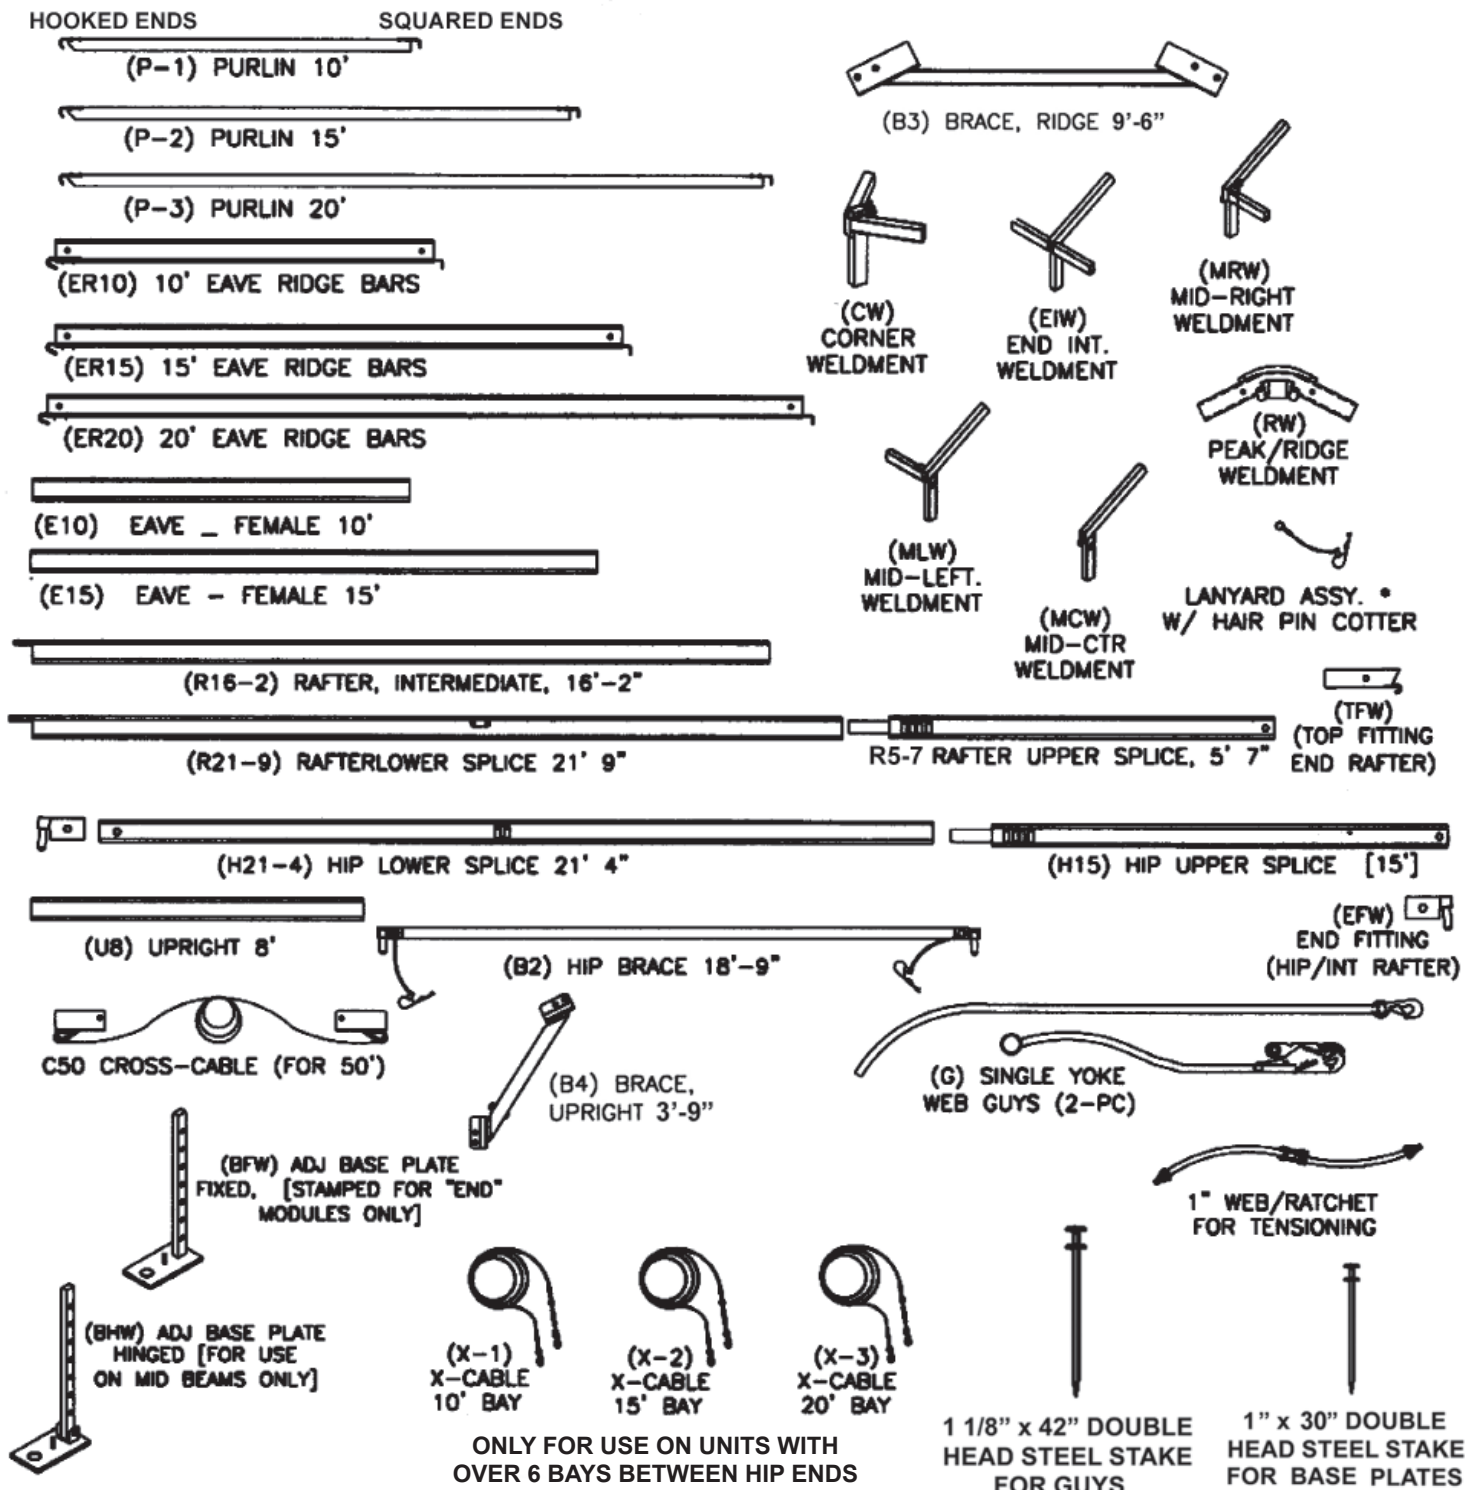 HOOKED ENDS
SQUARED ENDS
(P-1) PURLIN 10'
(P-2) PURLIN 15'
(P-3) PURLIN 20'
(ER10) 10' EAVE RIDGE BARS
(ER15) 15' EAVE RIDGE BARS
(ER20) 20' EAVE RIDGE BARS
(E10) EAVE _ FEMALE 10'
(E15) EAVE - FEMALE 15'
(B3) BRACE, RIDGE 9'-6"
(CW)
CORNER
WELDMENT
(EIW)
END INT.
WELDMENT
(MRW)
MID-RIGHT
WELDMENT
(RW)
PEAK/RIDGE
WELDMENT
(MLW)
MID-LEFT.
WELDMENT
(MCW)
MID-CTR
WELDMENT
LANYARD ASSY. *
W/ HAIR PIN COTTER
(R16-2) RAFTER, INTERMEDIATE, 16'-2"
(R21-9) RAFTERLOWER SPLICE 21' 9"
R5-7 RAFTER UPPER SPLICE, 5' 7"
(TFW)
(TOP FITTING
END RAFTER)
(H21-4) HIP LOWER SPLICE 21' 4"
(H15) HIP UPPER SPLICE [15']
(U8) UPRIGHT 8'
(B2) HIP BRACE 18'-9"
(EFW)
END FITTING
(HIP/INT RAFTER)
C50 CROSS-CABLE (FOR 50')
(B4) BRACE,
UPRIGHT 3'-9"
(G) SINGLE YOKE
WEB GUYS (2-PC)
(BFW) ADJ BASE PLATE
FIXED, [STAMPED FOR "END"
MODULES ONLY]
1" WEB/RATCHET
FOR TENSIONING
(BHW) ADJ BASE PLATE
HINGED [FOR USE
ON MID BEAMS ONLY]
(X-1)
X-CABLE
10' BAY
(X-2)
X-CABLE
15' BAY
(X-3)
X-CABLE
20' BAY
ONLY FOR USE ON UNITS WITH
OVER 6 BAYS BETWEEN HIP ENDS
1 1/8" x 42" DOUBLE
HEAD STEEL STAKE
FOR GUYS
1" x 30" DOUBLE
HEAD STEEL STAKE
FOR BASE PLATES